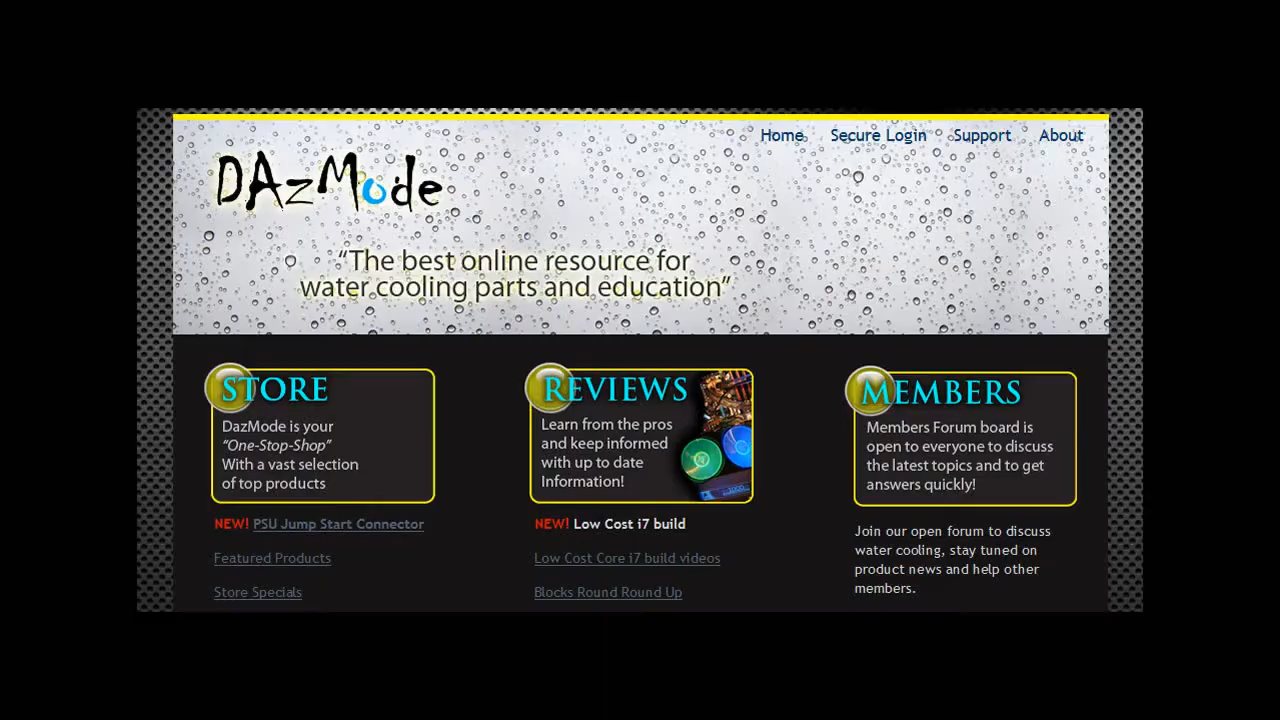 Home Secure Login Support About
DAzMode
“The best online resource for
water cooling parts and education”
STORE
DazMode is your
“One-Stop-Shop”
With a vast selection
of top products
NEW! PSU Jump Start Connector
Featured Products
Store Specials
REVIEWS
Learn from the pros
and keep informed
with up to date
Information!
NEW! Low Cost i7 build
Low Cost Core i7 build videos
Blocks Round Round Up
MEMBERS
Members Forum board is
open to everyone to discuss
the latest topics and to get
answers quickly!
Join our open forum to discuss
water cooling, stay tuned on
product news and help other
members.